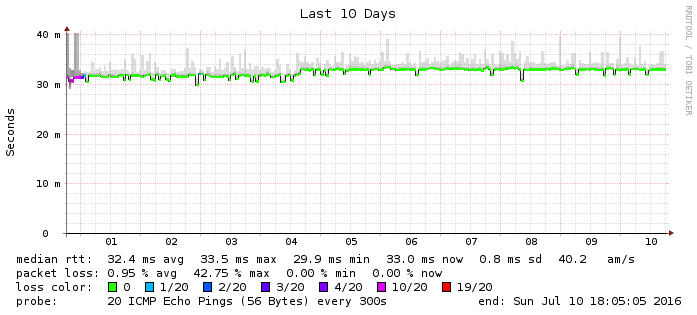 Last 10 Days
RRDTOOL / TOBI OETIKER
Seconds
40 m
30 m
20 m
10 m
0
01 02 03 04 05 06 07 08 09 10
median rtt: 32.4 ms avg 33.5 ms max 29.9 ms min 33.0 ms now 0.8 ms sd 40.2 am/s
packet loss: 0.95 % avg 42.75 % max 0.00 % min 0.00 % now
loss color: 0 1/20 2/20 3/20 4/20 10/20 19/20
probe: 20 ICMP Echo Pings (56 Bytes) every 300s end: Sun Jul 10 18:05:05 2016